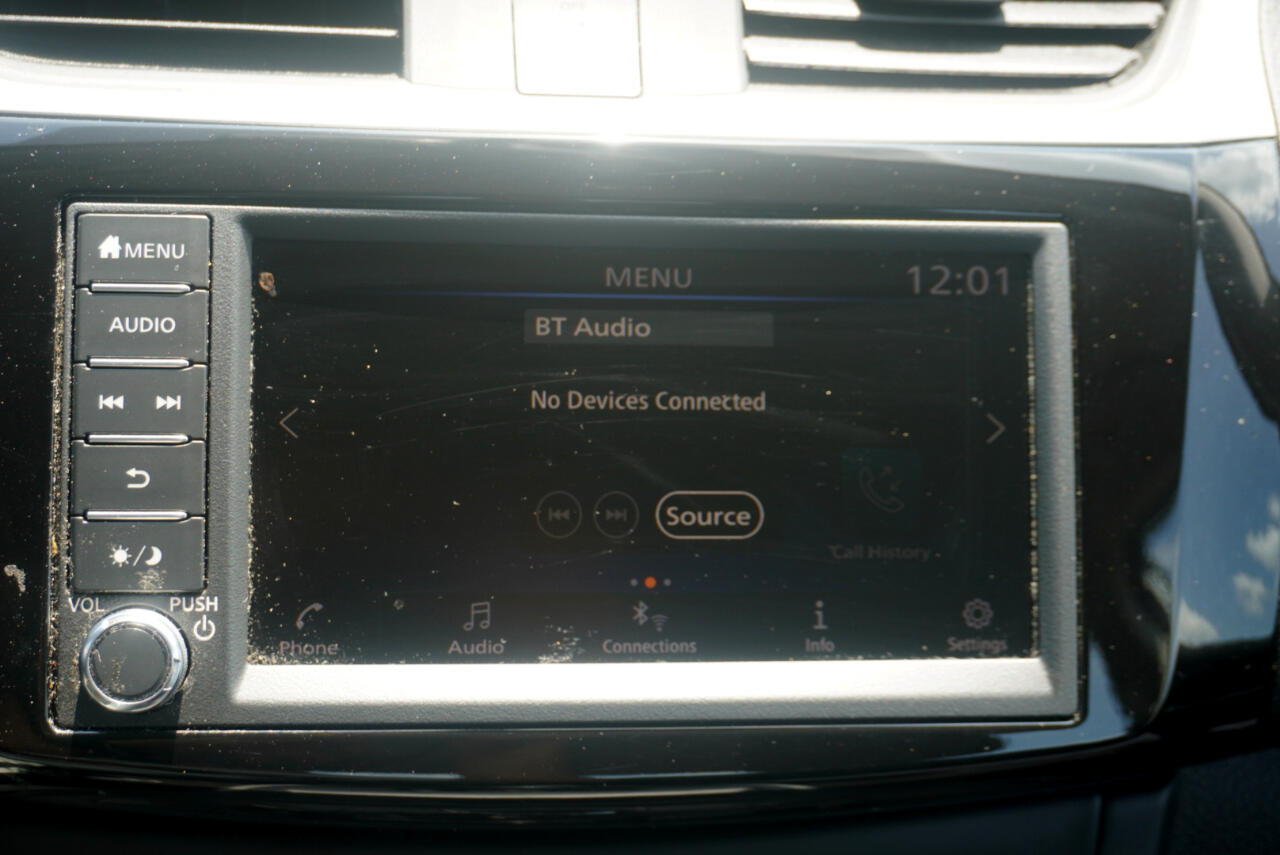 MENU
AUDIO
VOL
PUSH
MENU
12:01
BT Audio
No Devices Connected
Source
Call History
Phone
Audio
Connections
Info
Settings